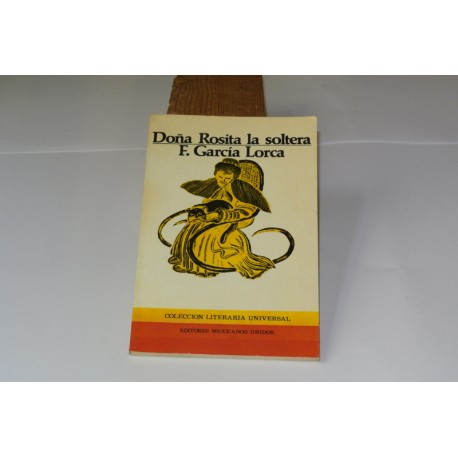 Doña Rosita la soltera
F. García Lorca
COLECCION LITERARIA UNIVERSAL
EDITORES MEXICANOS UNIDOS